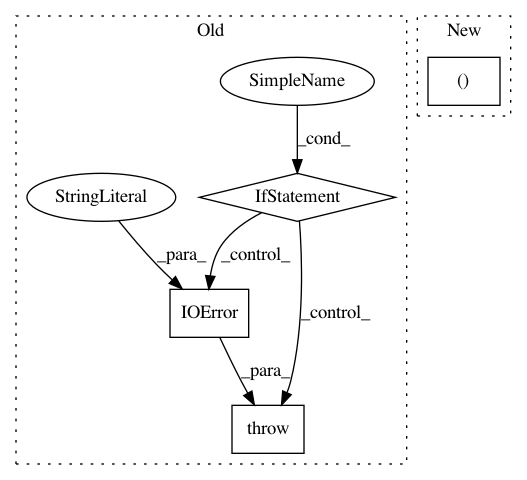 Old
New
SimpleName
()
_cond_
StringLiteral
IfStatement
_para_
_control_
_control_
IOError
_para_
throw